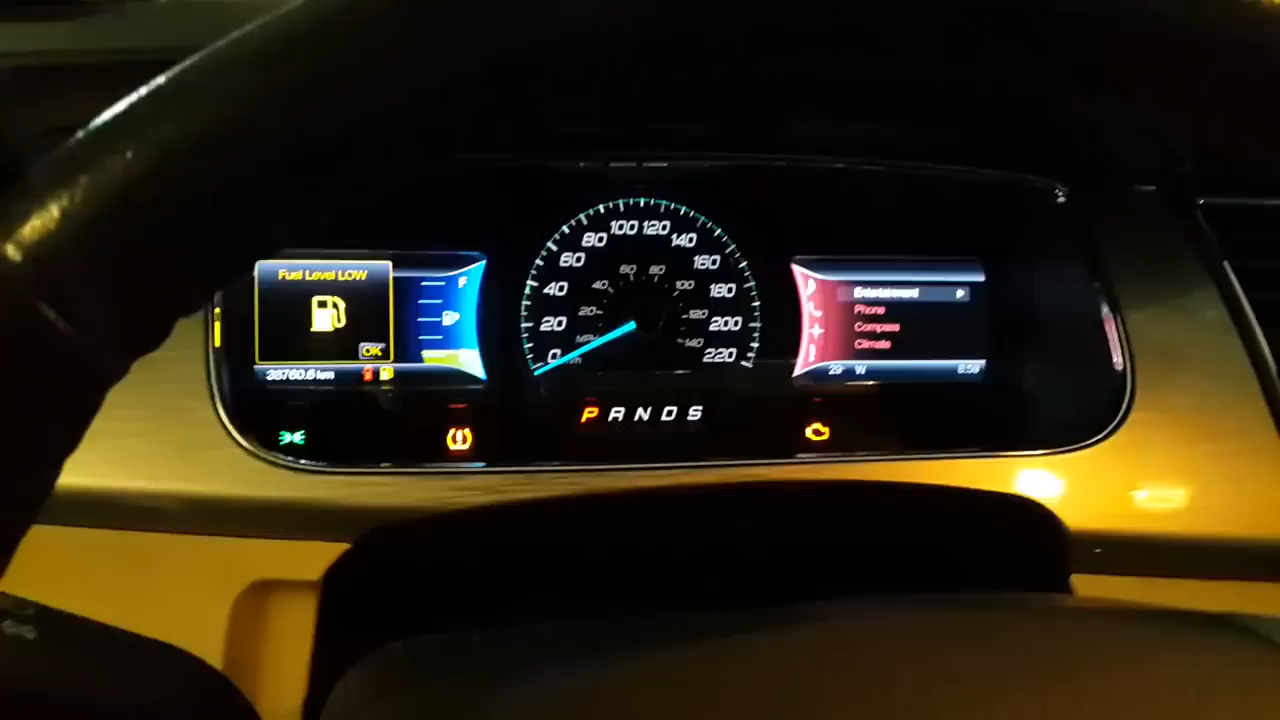 Fuel Level LOW
OK
F
38760.6 km
0 20 40 60 80 100 120 140 160 180 200 220
20 40 60 80 100 120 140
MPH
P R N D S
Entertainment
Phone
Compass
Climate
29° W 8:59